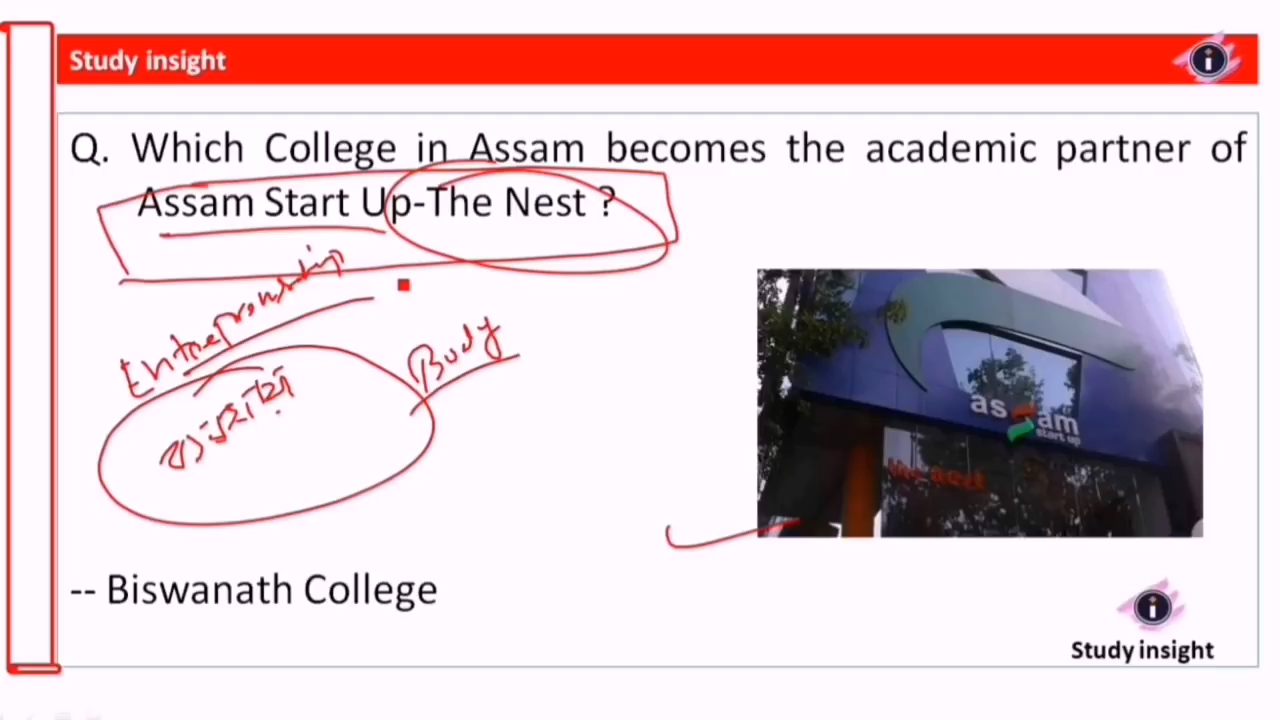 Study insight
Q. Which College in Assam becomes the academic partner of
Assam Start Up-The Nest ?
Entrepreneurship
Body
assam
start up
the nest
-- Biswanath College
Study insight